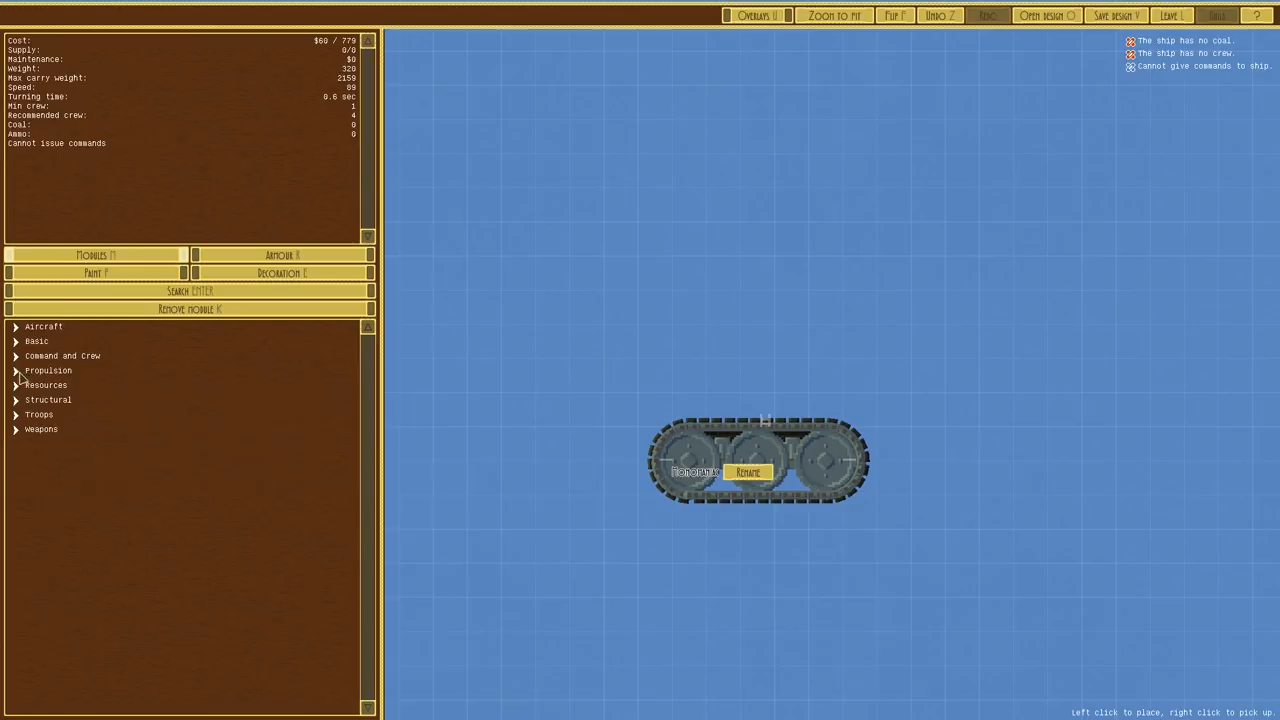 OVERLAYS U ZOOM TO FIT FLIP F UNDO Z REDO OPEN DESIGN O SAVE DESIGN V LEAVE L BUILD ?
Cost: $60 / 779
Supply: 0/0
Maintenance: $0
Weight: 320
Max carry weight: 2159
Speed: 89
Turning time: 0.6 sec
Min crew: 1
Recommended crew: 4
Coal: 0
Ammo: 0
Cannot issue commands
The ship has no coal.
The ship has no crew.
Cannot give commands to ship.
MODULES M ARMOUR R
PAINT P DECORATION E
SEARCH ENTER
REMOVE MODULE K
Aircraft
Basic
Command and Crew
Propulsion
Resources
Structural
Troops
Weapons
RENAME
Left click to place, right click to pick up.